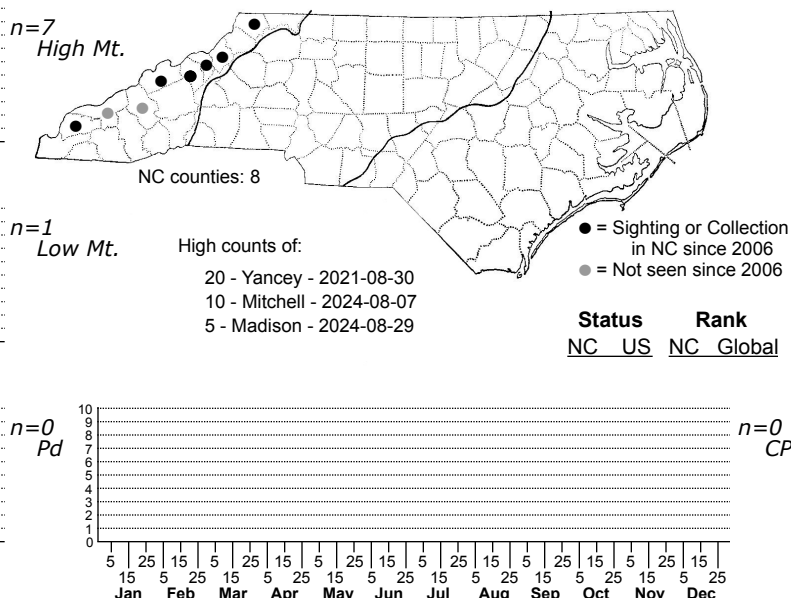 n=7
High Mt.
NC counties: 8
n=1
Low Mt.
High counts of:
20 - Yancey - 2021-08-30
10 - Mitchell - 2024-08-07
5 - Madison - 2024-08-29
= Sighting or Collection
in NC since 2006
= Not seen since 2006
Status Rank
NC US NC Global
n=0
Pd
10
9
8
7
6
5
4
3
2
1
0
n=0
CP
5 15 25 5 15 25 5 15 25 5 15 25 5 15 25 5 15 25
15 5 25 15 5 25 15 5 25 15 5 25 15 5 25 15 5 25
Jan Feb Mar Apr May Jun Jul Aug Sep Oct Nov Dec